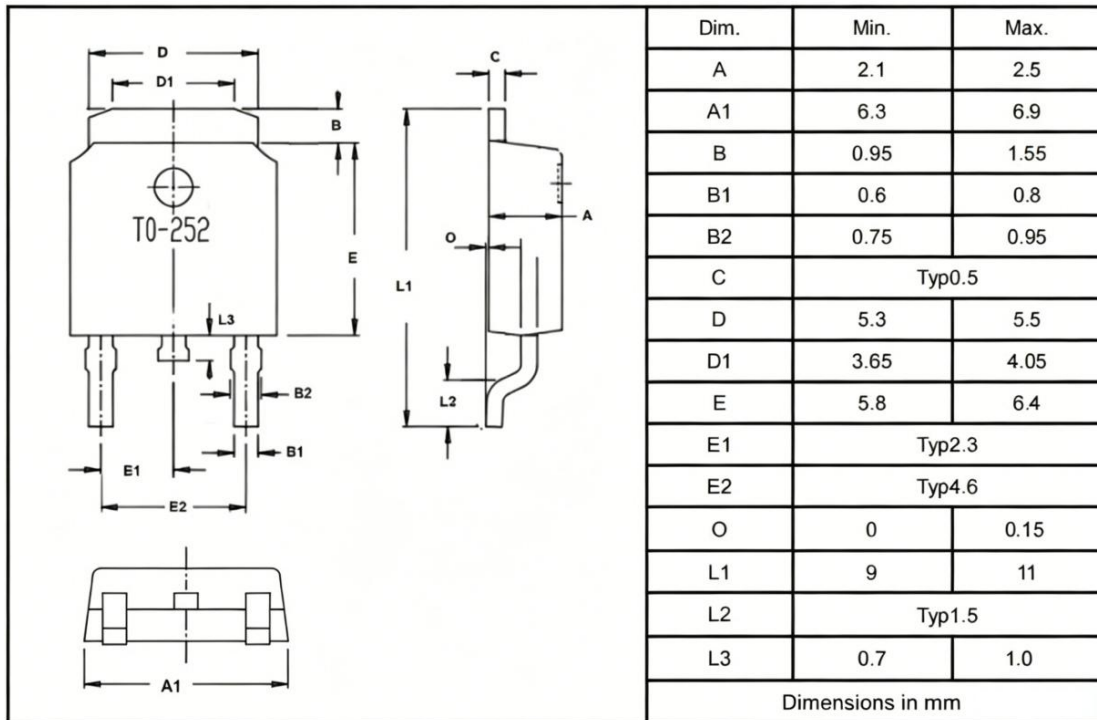 D
D1
B
TO-252
E
L3
B2
B1
E1
E2
A1
C
A
O
L1
L2
Dim. Min. Max.
A 2.1 2.5
A1 6.3 6.9
B 0.95 1.55
B1 0.6 0.8
B2 0.75 0.95
C Typ0.5
D 5.3 5.5
D1 3.65 4.05
E 5.8 6.4
E1 Typ2.3
E2 Typ4.6
O 0 0.15
L1 9 11
L2 Typ1.5
L3 0.7 1.0
Dimensions in mm